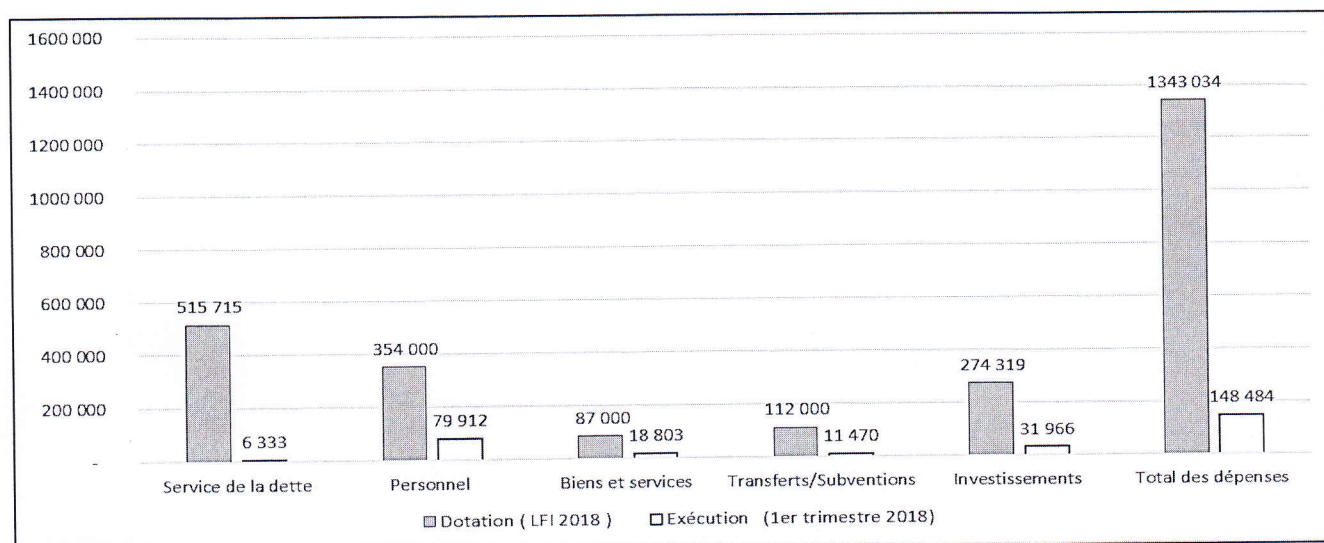 1600 000
1400 000
1200 000
1000 000
800 000
600 000
400 000
200 000
-
515 715
6 333
354 000
79 912
87 000
18 803
112 000
11 470
274 319
31 966
1343 034
148 484
Service de la dette
Personnel
Biens et services
Transferts/Subventions
Investissements
Total des dépenses
Dotation ( LFI 2018 )
Exécution (1er trimestre 2018)